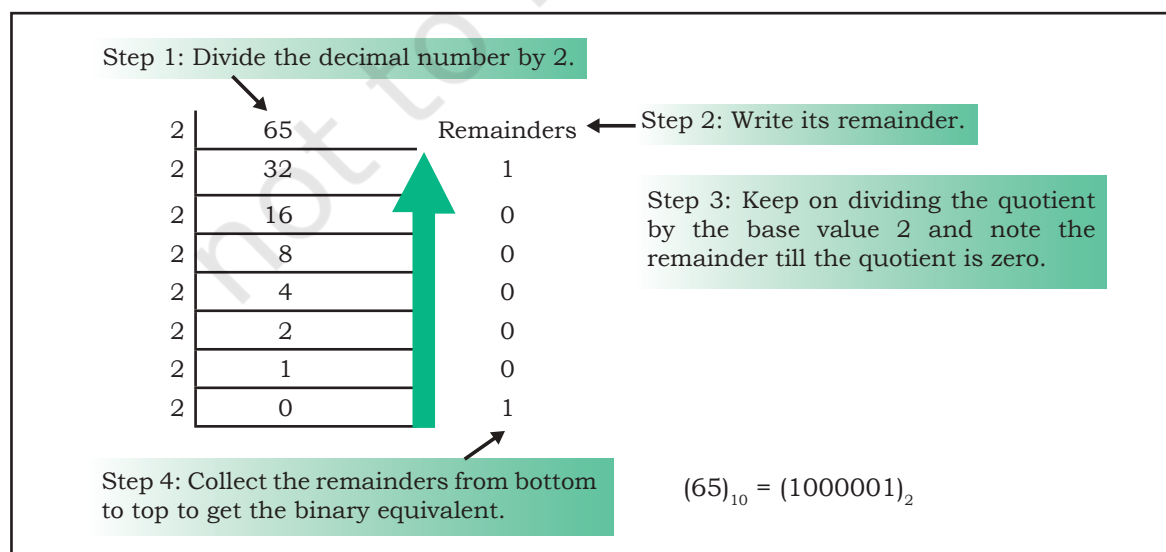 not to
Step 1: Divide the decimal number by 2.
2 65 Remainders
Step 2: Write its remainder.
2 32 1
2 16 0
2 8 0
2 4 0
2 2 0
2 1 0
2 0 1
Step 3: Keep on dividing the quotient
by the base value 2 and note the
remainder till the quotient is zero.
Step 4: Collect the remainders from bottom
to top to get the binary equivalent.
(65)₁₀ = (1000001)₂